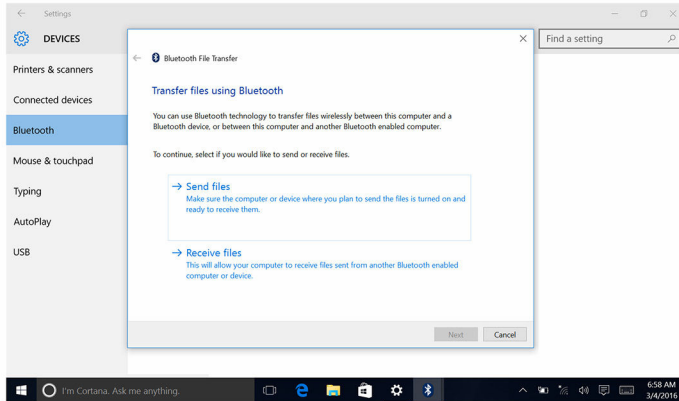 Settings
DEVICES
Find a setting
Printers & scanners
Connected devices
Bluetooth
Mouse & touchpad
Typing
AutoPlay
USB
Bluetooth File Transfer
Transfer files using Bluetooth
You can use Bluetooth technology to transfer files wirelessly between this computer and a
Bluetooth device, or between this computer and another Bluetooth enabled computer.
To continue, select if you would like to send or receive files.
Send files
Make sure the computer or device where you plan to send the files is turned on and
ready to receive them.
Receive files
This will allow your computer to receive files sent from another Bluetooth enabled
computer or device.
Next
Cancel
I'm Cortana. Ask me anything.
6:58 AM
3/4/2016